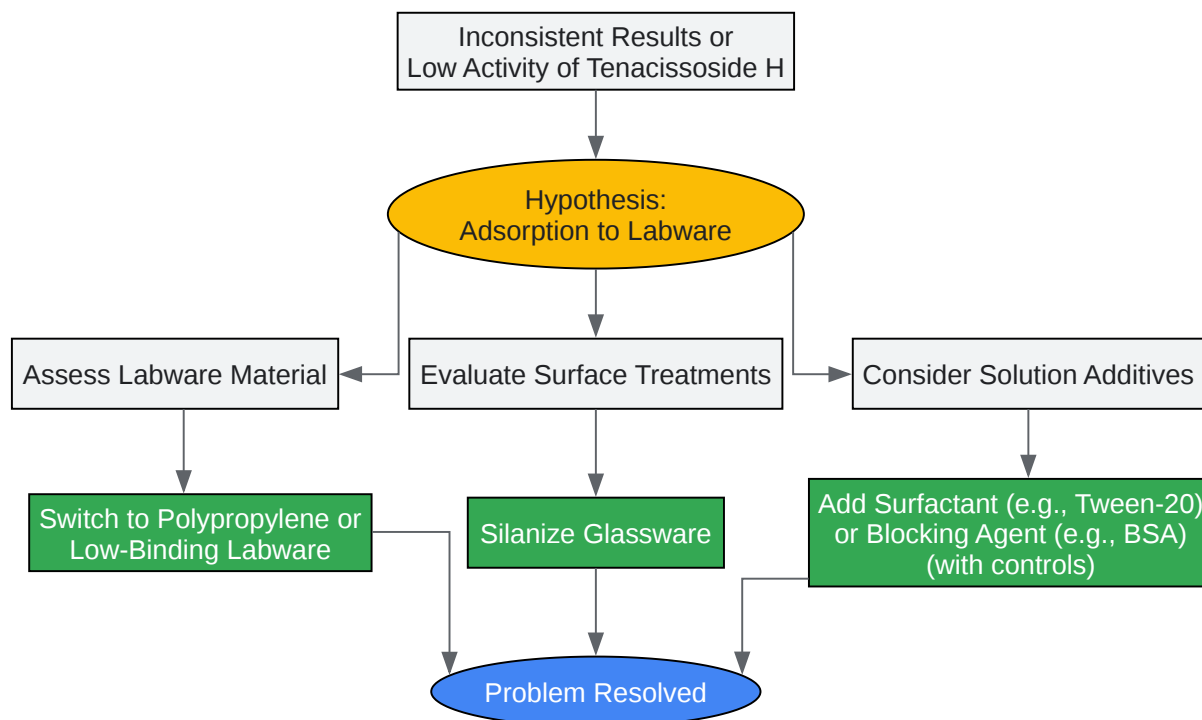 Inconsistent Results or
Low Activity of Tenacissoside H
Hypothesis:
Adsorption to Labware
Assess Labware Material
Evaluate Surface Treatments
Consider Solution Additives
Switch to Polypropylene or
Low-Binding Labware
Silanize Glassware
Add Surfactant (e.g., Tween-20)
or Blocking Agent (e.g., BSA)
(with controls)
Problem Resolved